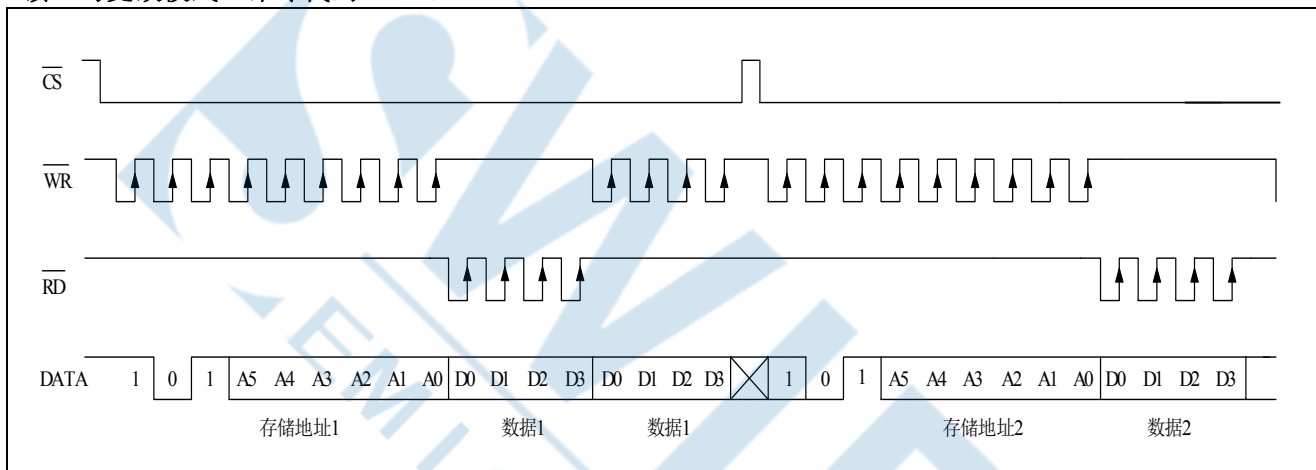 CS
WR
RD
DATA 1 0 1 A5 A4 A3 A2 A1 A0 D0 D1 D2 D3 D0 D1 D2 D3 1 0 1 A5 A4 A3 A2 A1 A0 D0 D1 D2 D3
存储地址1 数据1 数据1 存储地址2 数据2